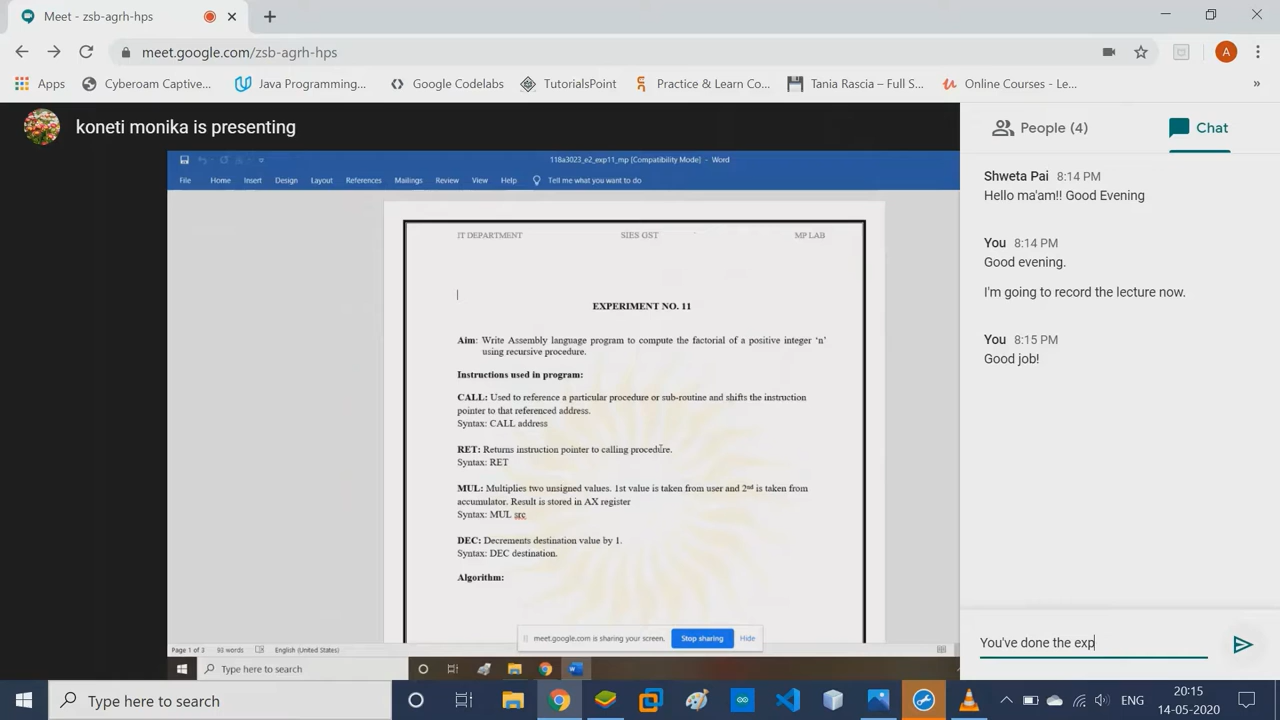 Meet - zsb-agrh-hps
meet.google.com/zsb-agrh-hps
A
Apps
Cyberoam Captive...
Java Programming...
Google Codelabs
TutorialsPoint
Practice & Learn Co...
Tania Rascia – Full S...
Online Courses - Le...
»
koneti monika is presenting
People (4)
Chat
118a3023_e2_exp11_mp [Compatibility Mode] - Word
File Home Insert Design Layout References Mailings Review View Help Tell me what you want to do
IT DEPARTMENT SIES GST MP LAB
EXPERIMENT NO. 11
Aim: Write Assembly language program to compute the factorial of a positive integer ‘n’
using recursive procedure.
Instructions used in program:
CALL: Used to reference a particular procedure or sub-routine and shifts the instruction
pointer to that referenced address.
Syntax: CALL address
RET: Returns instruction pointer to calling procedure.
Syntax: RET
MUL: Multiplies two unsigned values. 1st value is taken from user and 2nd is taken from
accumulator. Result is stored in AX register
Syntax: MUL src
DEC: Decrements destination value by 1.
Syntax: DEC destination.
Algorithm:
meet.google.com is sharing your screen. Stop sharing Hide
Page 1 of 3 93 words English (United States)
Type here to search
Shweta Pai 8:14 PM
Hello ma'am!! Good Evening
You 8:14 PM
Good evening.
I'm going to record the lecture now.
You 8:15 PM
Good job!
You've done the exp
Type here to search
ENG
20:15
14-05-2020